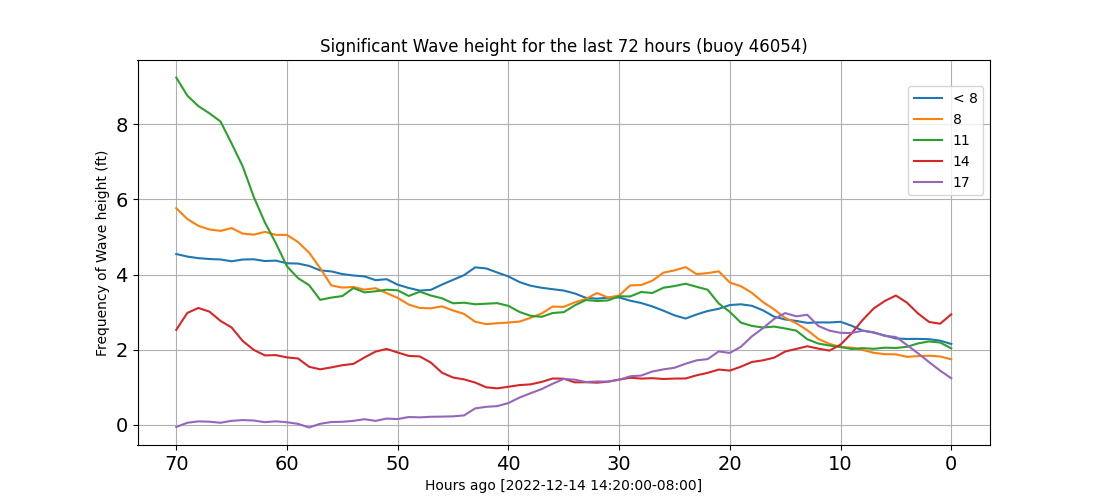 Significant Wave height for the last 72 hours (buoy 46054)
Frequency of Wave height (ft)
8
6
4
2
0
< 8
8
11
14
17
70 60 50 40 30 20 10 0
Hours ago [2022-12-14 14:20:00-08:00]